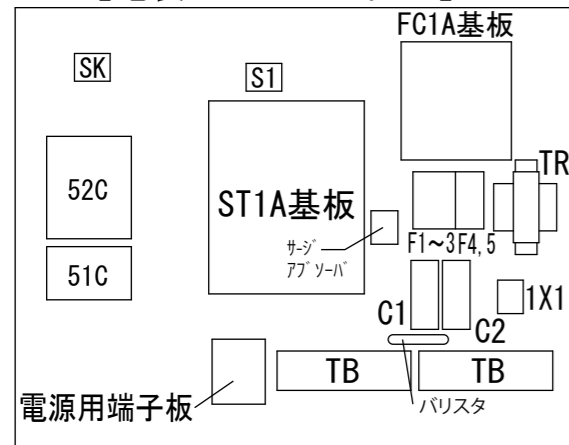 FC1A基板
SK
S1
TR
52C
ST1A基板
サージ
アブソーバ
F1～3
F4,5
51C
1X1
C1
C2
TB
TB
電源用端子板
バリスタ